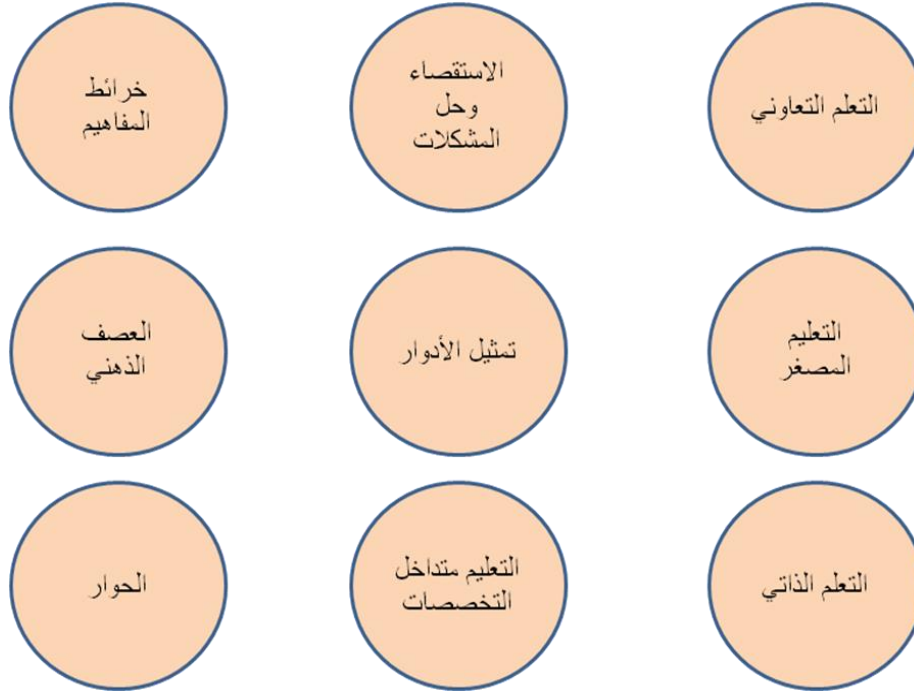 التعلم التعاوني
الاستقصاء
وحل
المشكلات
خرائط
المفاهيم
التعليم
المصغر
تمثيل الأدوار
العصف
الذهني
التعلم الذاتي
التعليم متداخل
التخصصات
الحوار